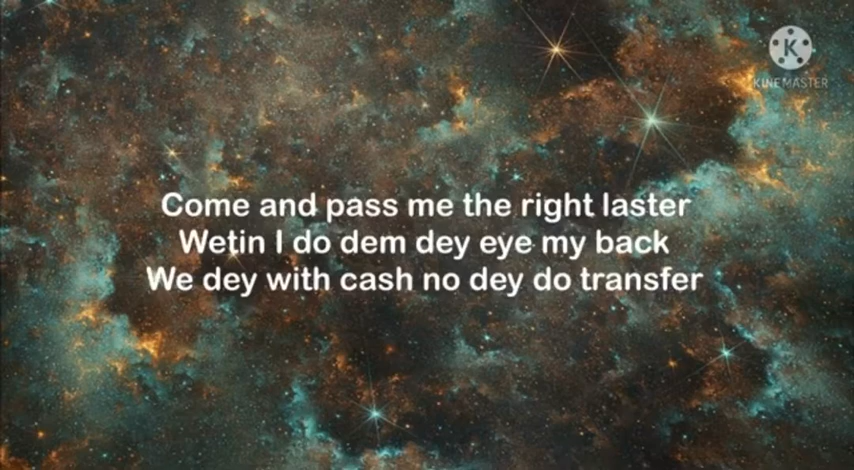 K
KINEMASTER
Come and pass me the right laster
Wetin I do dem dey eye my back
We dey with cash no dey do transfer